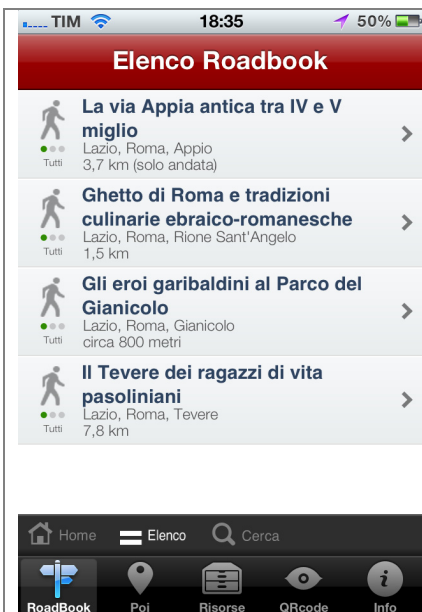 TIM 18:35 50%
Elenco Roadbook
La via Appia antica tra IV e V
miglio
Lazio, Roma, Appio
Tutti 3,7 km (solo andata)
Ghetto di Roma e tradizioni
culinarie ebraico-romanesche
Lazio, Roma, Rione Sant'Angelo
Tutti 1,5 km
Gli eroi garibaldini al Parco del
Gianicolo
Lazio, Roma, Gianicolo
Tutti circa 800 metri
Il Tevere dei ragazzi di vita
pasoliniani
Lazio, Roma, Tevere
Tutti 7,8 km
Home Elenco Cerca
RoadBook Poi Risorse QRcode Info